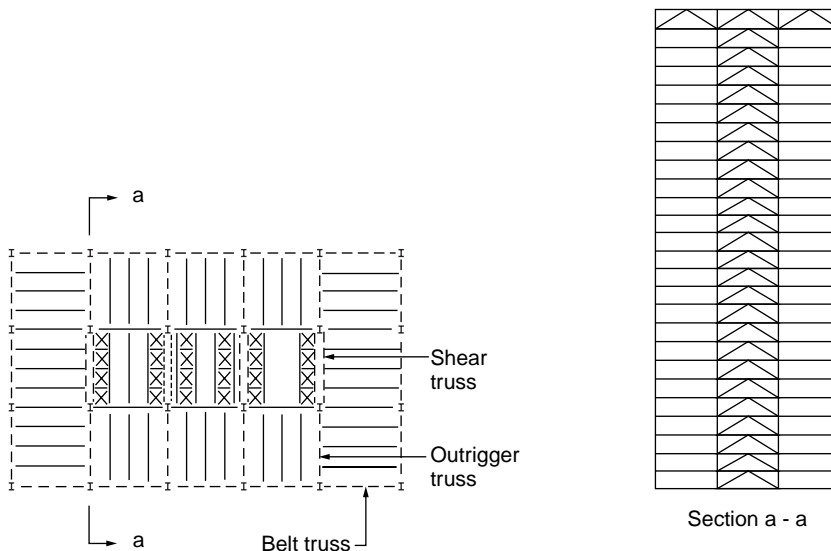 a
Shear
truss
Outrigger
truss
a
Belt truss
Section a - a